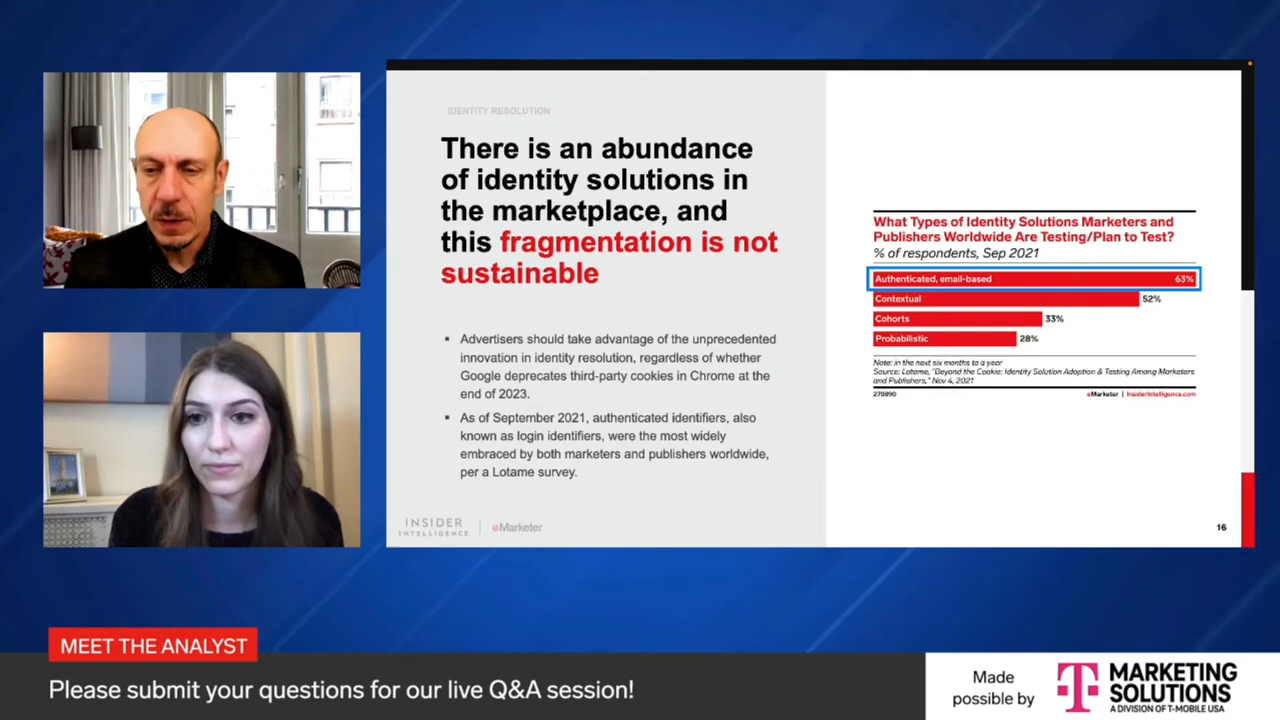 IDENTITY RESOLUTION
There is an abundance
of identity solutions in
the marketplace, and
this fragmentation is not
sustainable
▪ Advertisers should take advantage of the unprecedented
innovation in identity resolution, regardless of whether
Google deprecates third-party cookies in Chrome at the
end of 2023.
▪ As of September 2021, authenticated identifiers, also
known as login identifiers, were the most widely
embraced by both marketers and publishers worldwide,
per a Lotame survey.
INSIDER
INTELLIGENCE
eMarketer
What Types of Identity Solutions Marketers and
Publishers Worldwide Are Testing/Plan to Test?
% of respondents, Sep 2021
Authenticated, email-based 63%
Contextual 52%
Cohorts 33%
Probabilistic 28%
Note: in the next six months to a year
Source: Lotame, "Beyond the Cookie: Identity Solution Adoption & Testing Among Marketers
and Publishers," Nov 4, 2021
270890 eMarketer | InsiderIntelligence.com
16
MEET THE ANALYST
Please submit your questions for our live Q&A session!
Made
possible by
T
MARKETING
SOLUTIONS
A DIVISION OF T-MOBILE USA